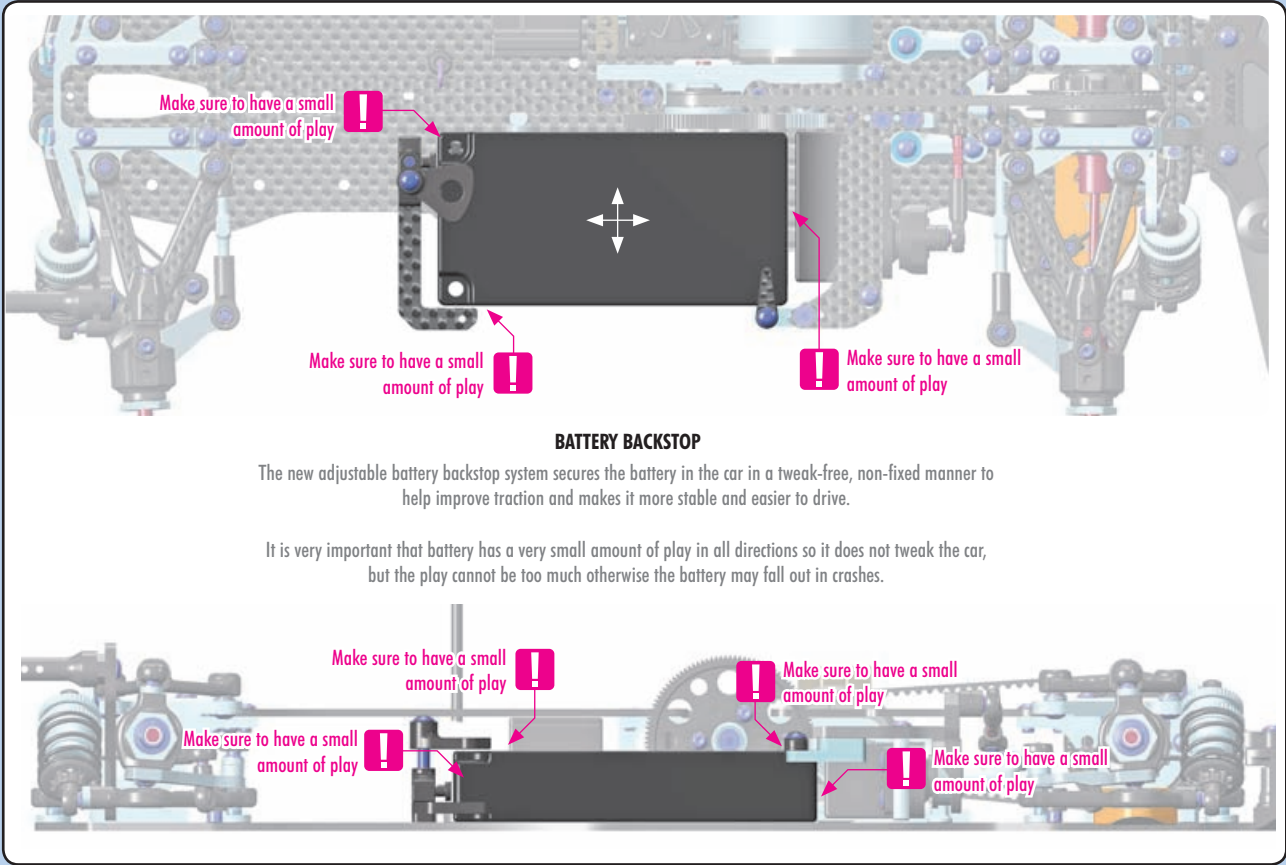 Make sure to have a small
amount of play
!
Make sure to have a small
amount of play
!
!
Make sure to have a small
amount of play
BATTERY BACKSTOP
The new adjustable battery backstop system secures the battery in the car in a tweak-free, non-fixed manner to
help improve traction and makes it more stable and easier to drive.
It is very important that battery has a very small amount of play in all directions so it does not tweak the car,
but the play cannot be too much otherwise the battery may fall out in crashes.
Make sure to have a small
amount of play
!
!
Make sure to have a small
amount of play
Make sure to have a small
amount of play
!
!
Make sure to have a small
amount of play